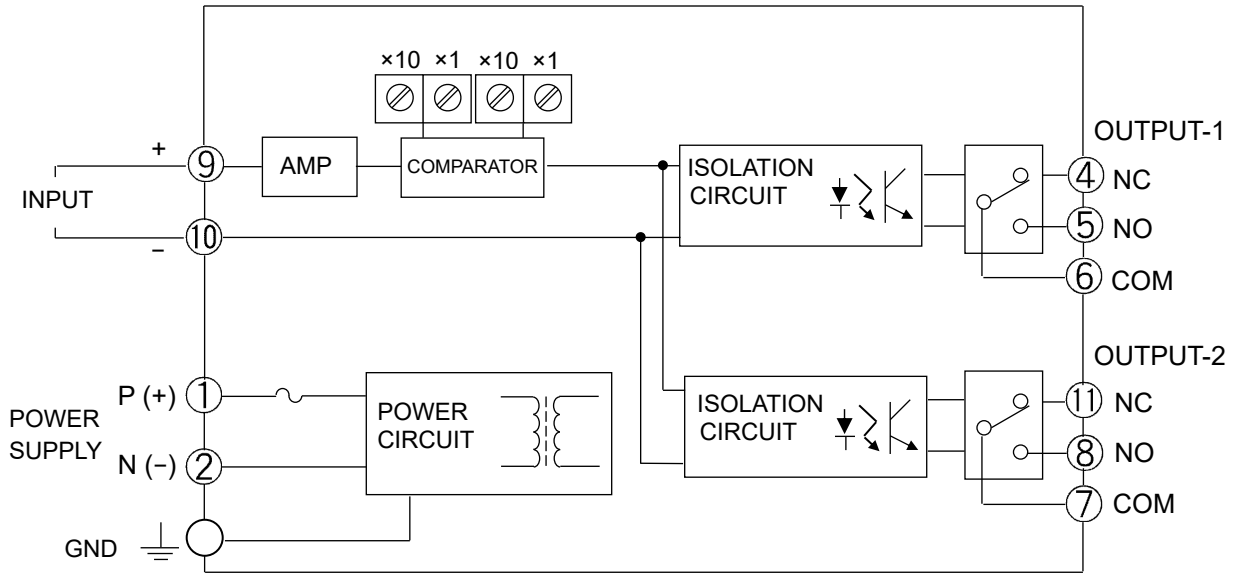 ×10 ×1 ×10 ×1
OUTPUT-1
+
9
AMP
COMPARATOR
ISOLATION
CIRCUIT
4
NC
INPUT
5
NO
−
10
6
COM
OUTPUT-2
P (+)
1
POWER
CIRCUIT
ISOLATION
CIRCUIT
11
NC
POWER
SUPPLY
8
NO
N (−)
2
7
COM
GND